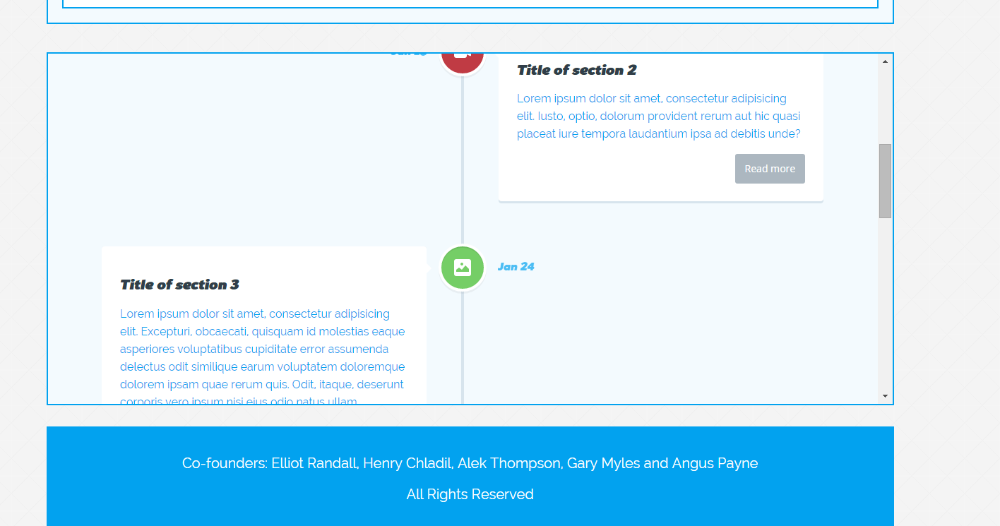 Title of section 2
Lorem ipsum dolor sit amet, consectetur adipisicing
elit. Iusto, optio, dolorum provident rerum aut hic quasi
placeat iure tempora laudantium ipsa ad debitis unde?
Read more
Jan 24
Title of section 3
Lorem ipsum dolor sit amet, consectetur adipisicing
elit. Excepturi, obcaecati, quisquam id molestias eaque
asperiores voluptatibus cupiditate error assumenda
delectus odit similique earum voluptatem doloremque
dolorem ipsam quae rerum quis. Odit, itaque, deserunt
corporis vero ipsum nisi eius odio natus ullam
Co-founders: Elliot Randall, Henry Chladil, Alek Thompson, Gary Myles and Angus Payne
All Rights Reserved